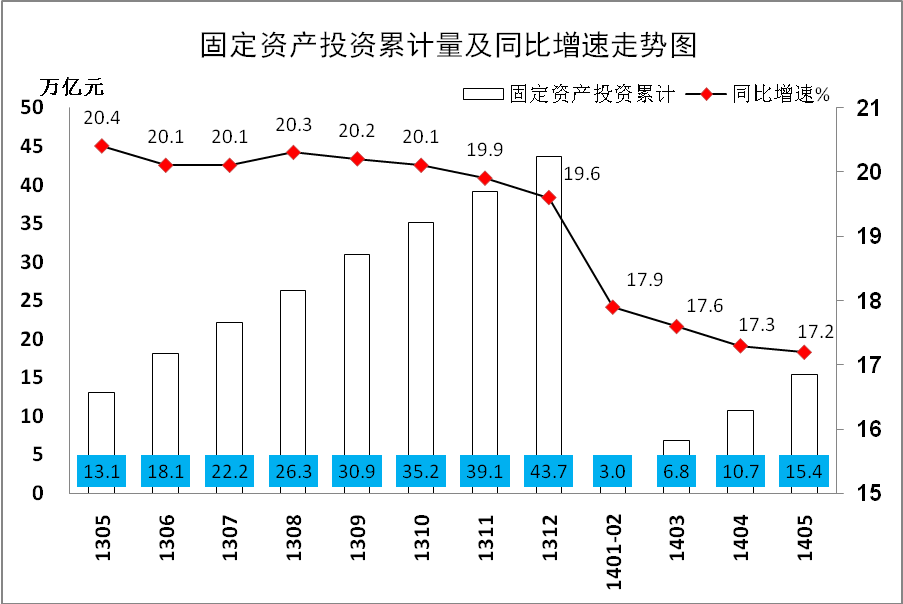 固定资产投资累计量及同比增速走势图
万亿元
固定资产投资累计 同比增速%
50 45 40 35 30 25 20 15 10 5 0
21 20 19 18 17 16 15
20.4 20.1 20.1 20.3 20.2 20.1 19.9 19.6 17.9 17.6 17.3 17.2
13.1 18.1 22.2 26.3 30.9 35.2 39.1 43.7 3.0 6.8 10.7 15.4
1305 1306 1307 1308 1309 1310 1311 1312 1401-02 1403 1404 1405